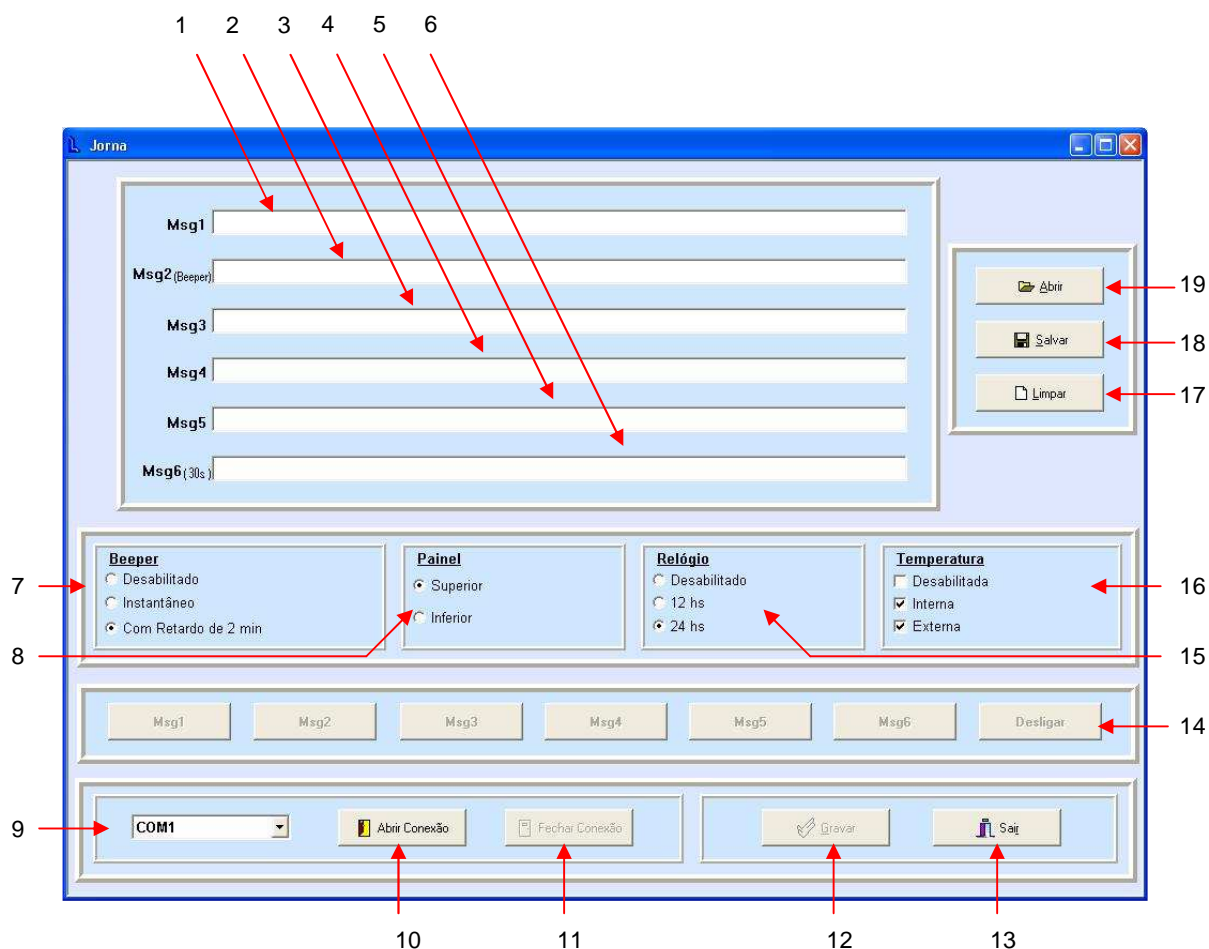 1 2 3 4 5 6
Jorna
Msg1
Msg2 (Beeper)
Msg3
Msg4
Msg5
Msg6 (30s)
Abrir 19
Salvar 18
Limpar 17
7 8
Beeper
Desabilitado
Instantâneo
Com Retardo de 2 min
Painel
Superior
Inferior
Relógio
Desabilitado
12 hs
24 hs
Temperatura
Desabilitada
Interna
Externa
16
15
Msg1 Msg2 Msg3 Msg4 Msg5 Msg6 Desligar 14
9 COM1 Abrir Conexão Fechar Conexão Gravar Sair
10 11 12 13